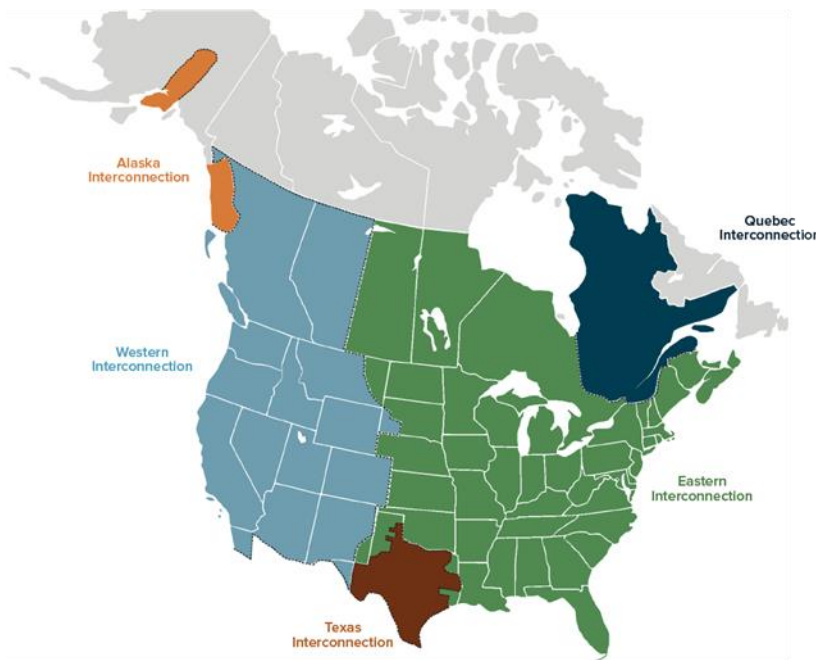 Alaska
Interconnection
Quebec
Interconnection
Western
Interconnection
Eastern
Interconnection
Texas
Interconnection